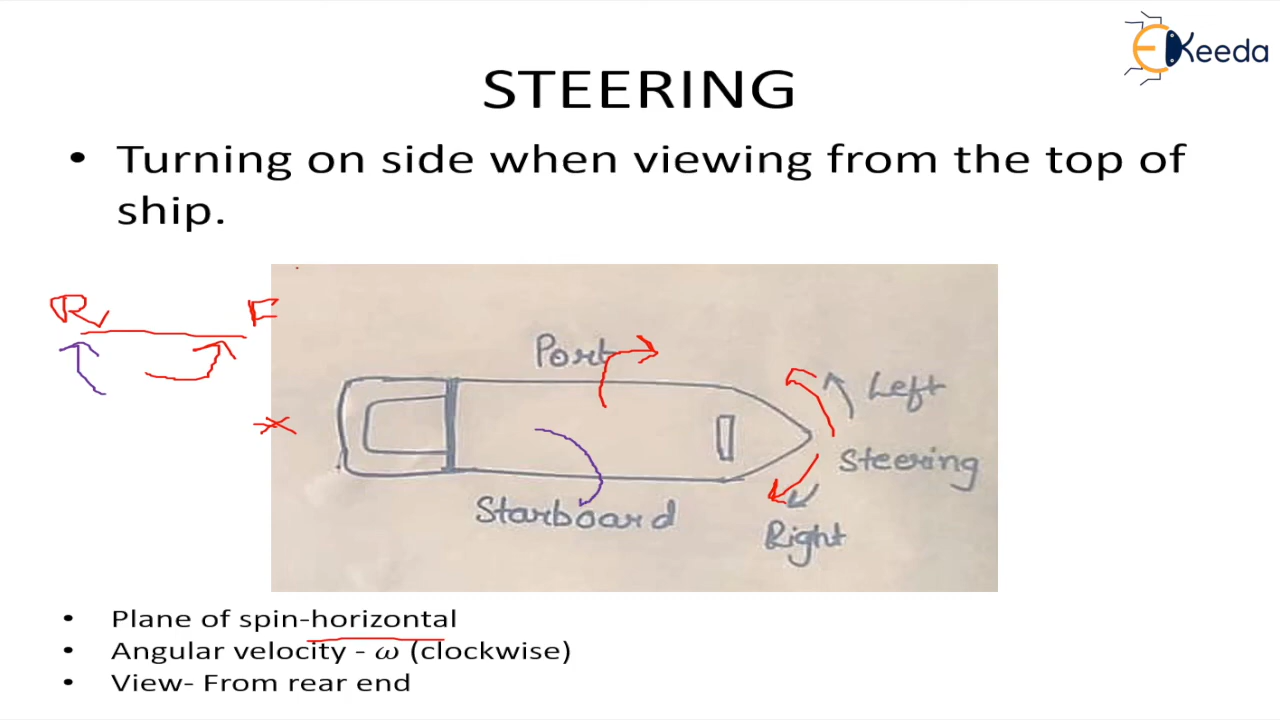 EKeeda
STEERING
• Turning on side when viewing from the top of
ship.
R F
Port
Left
Steering
Starboard
Right
• Plane of spin-horizontal
• Angular velocity - ω (clockwise)
• View- From rear end